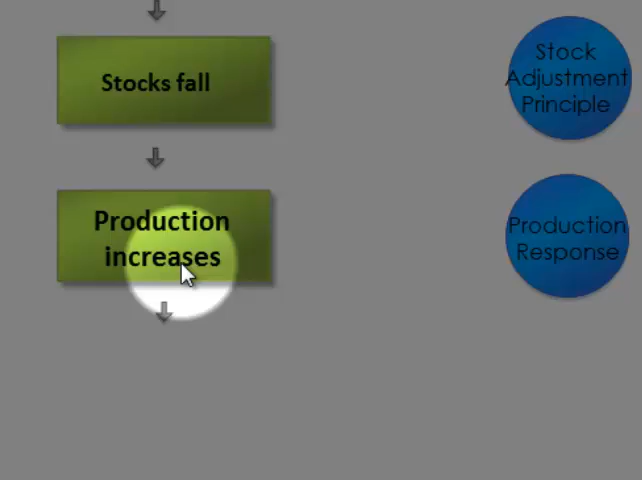 Stocks fall
Stock
Adjustment
Principle
Production
increases
Production
Response